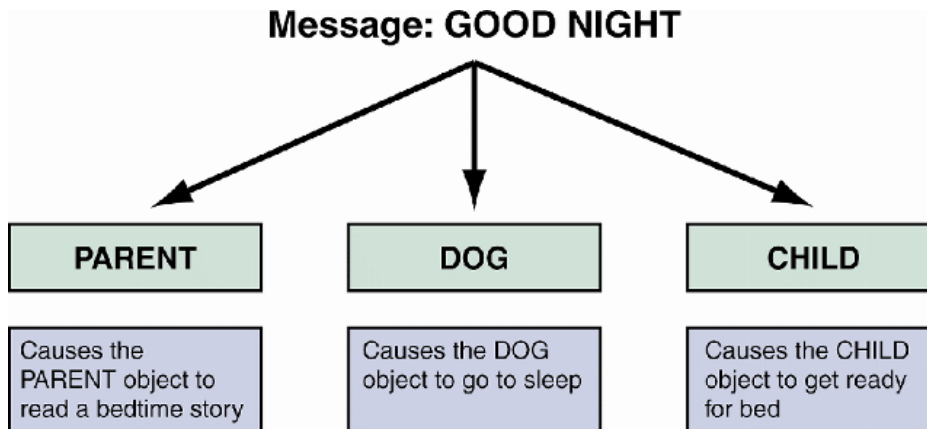 Message: GOOD NIGHT
PARENT
DOG
CHILD
Causes the
PARENT object to
read a bedtime story
Causes the DOG
object to go to sleep
Causes the CHILD
object to get ready
for bed